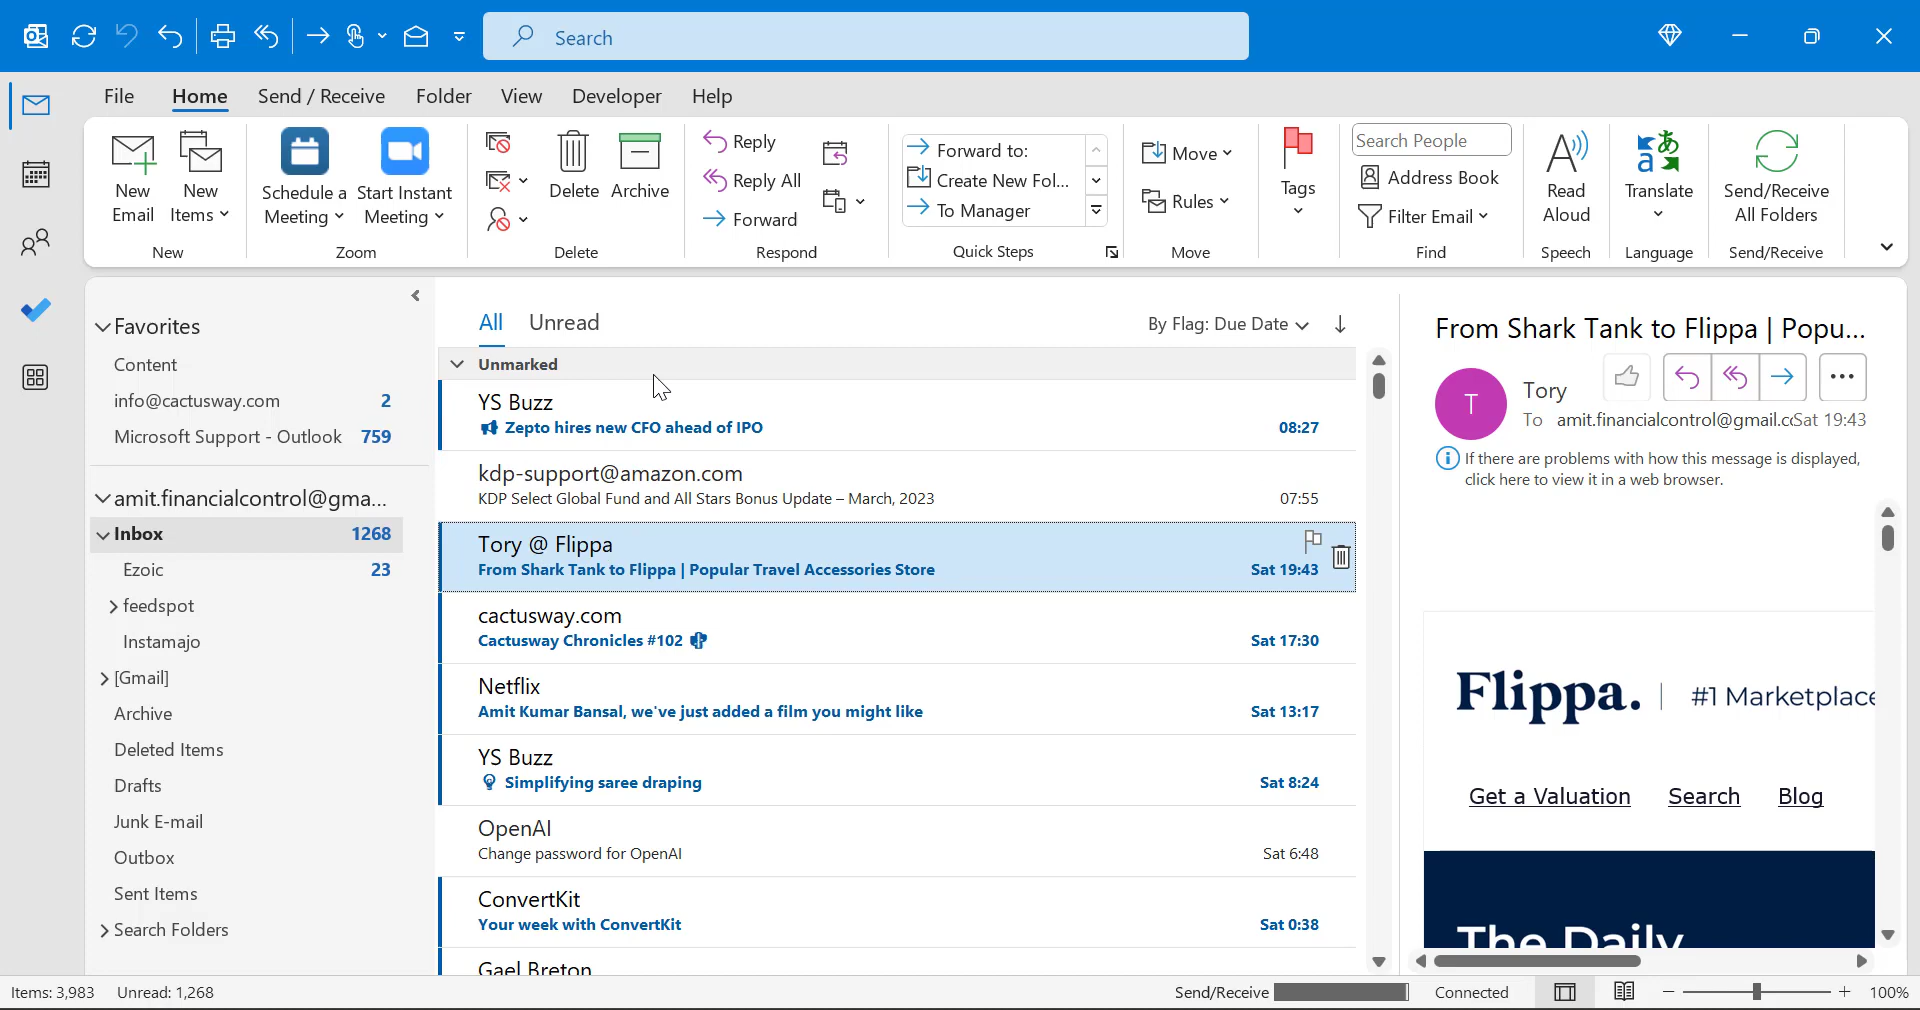 Search
File Home Send / Receive Folder View Developer Help
New Email
New Items
New
Schedule a Meeting
Start Instant Meeting
Zoom
Delete
Archive
Delete
Reply
Reply All
Forward
Respond
Forward to:
Create New Fol...
To Manager
Quick Steps
Move
Rules
Move
Tags
Search People
Address Book
Filter Email
Find
Read Aloud
Speech
Translate
Language
Send/Receive All Folders
Send/Receive
Favorites
Content
info@cactusway.com 2
Microsoft Support - Outlook 759
amit.financialcontrol@gma...
Inbox 1268
Ezoic 23
feedspot
Instamajo
[Gmail]
Archive
Deleted Items
Drafts
Junk E-mail
Outbox
Sent Items
Search Folders
All Unread By Flag: Due Date
Unmarked
YS Buzz
Zepto hires new CFO ahead of IPO 08:27
kdp-support@amazon.com
KDP Select Global Fund and All Stars Bonus Update – March, 2023 07:55
Tory @ Flippa
From Shark Tank to Flippa | Popular Travel Accessories Store Sat 19:43
cactusway.com
Cactusway Chronicles #102 Sat 17:30
Netflix
Amit Kumar Bansal, we've just added a film you might like Sat 13:17
YS Buzz
Simplifying saree draping Sat 8:24
OpenAI
Change password for OpenAI Sat 6:48
ConvertKit
Your week with ConvertKit Sat 0:38
Gael Breton
From Shark Tank to Flippa | Popu...
T
Tory
To amit.financialcontrol@gmail.cc Sat 19:43
If there are problems with how this message is displayed,
click here to view it in a web browser.
Flippa. | #1 Marketplace
Get a Valuation Search Blog
The Daily
Items: 3,983 Unread: 1,268 Send/Receive Connected 100%